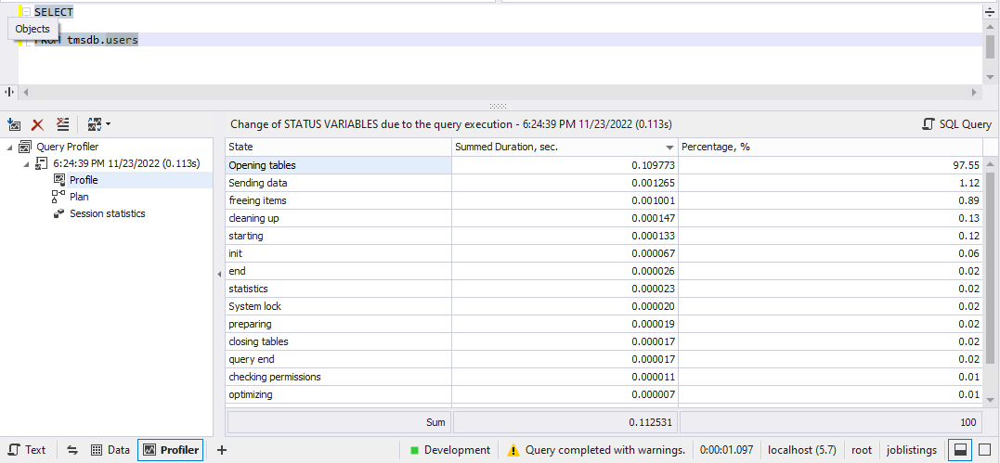 SELECT
Objects
FROM tmsdb.users
Change of STATUS VARIABLES due to the query execution - 6:24:39 PM 11/23/2022 (0.113s) SQL Query
Query Profiler
6:24:39 PM 11/23/2022 (0.113s)
Profile
Plan
Session statistics
State Summed Duration, sec. Percentage, %
Opening tables 0.109773 97.55
Sending data 0.001265 1.12
freeing items 0.001001 0.89
cleaning up 0.000147 0.13
starting 0.000133 0.12
init 0.000067 0.06
end 0.000026 0.02
statistics 0.000023 0.02
System lock 0.000020 0.02
preparing 0.000019 0.02
closing tables 0.000017 0.02
query end 0.000017 0.02
checking permissions 0.000011 0.01
optimizing 0.000007 0.01
Sum 0.112531 100
Text Data Profiler + Development Query completed with warnings. 0:00:01.097 localhost (5.7) root joblistings